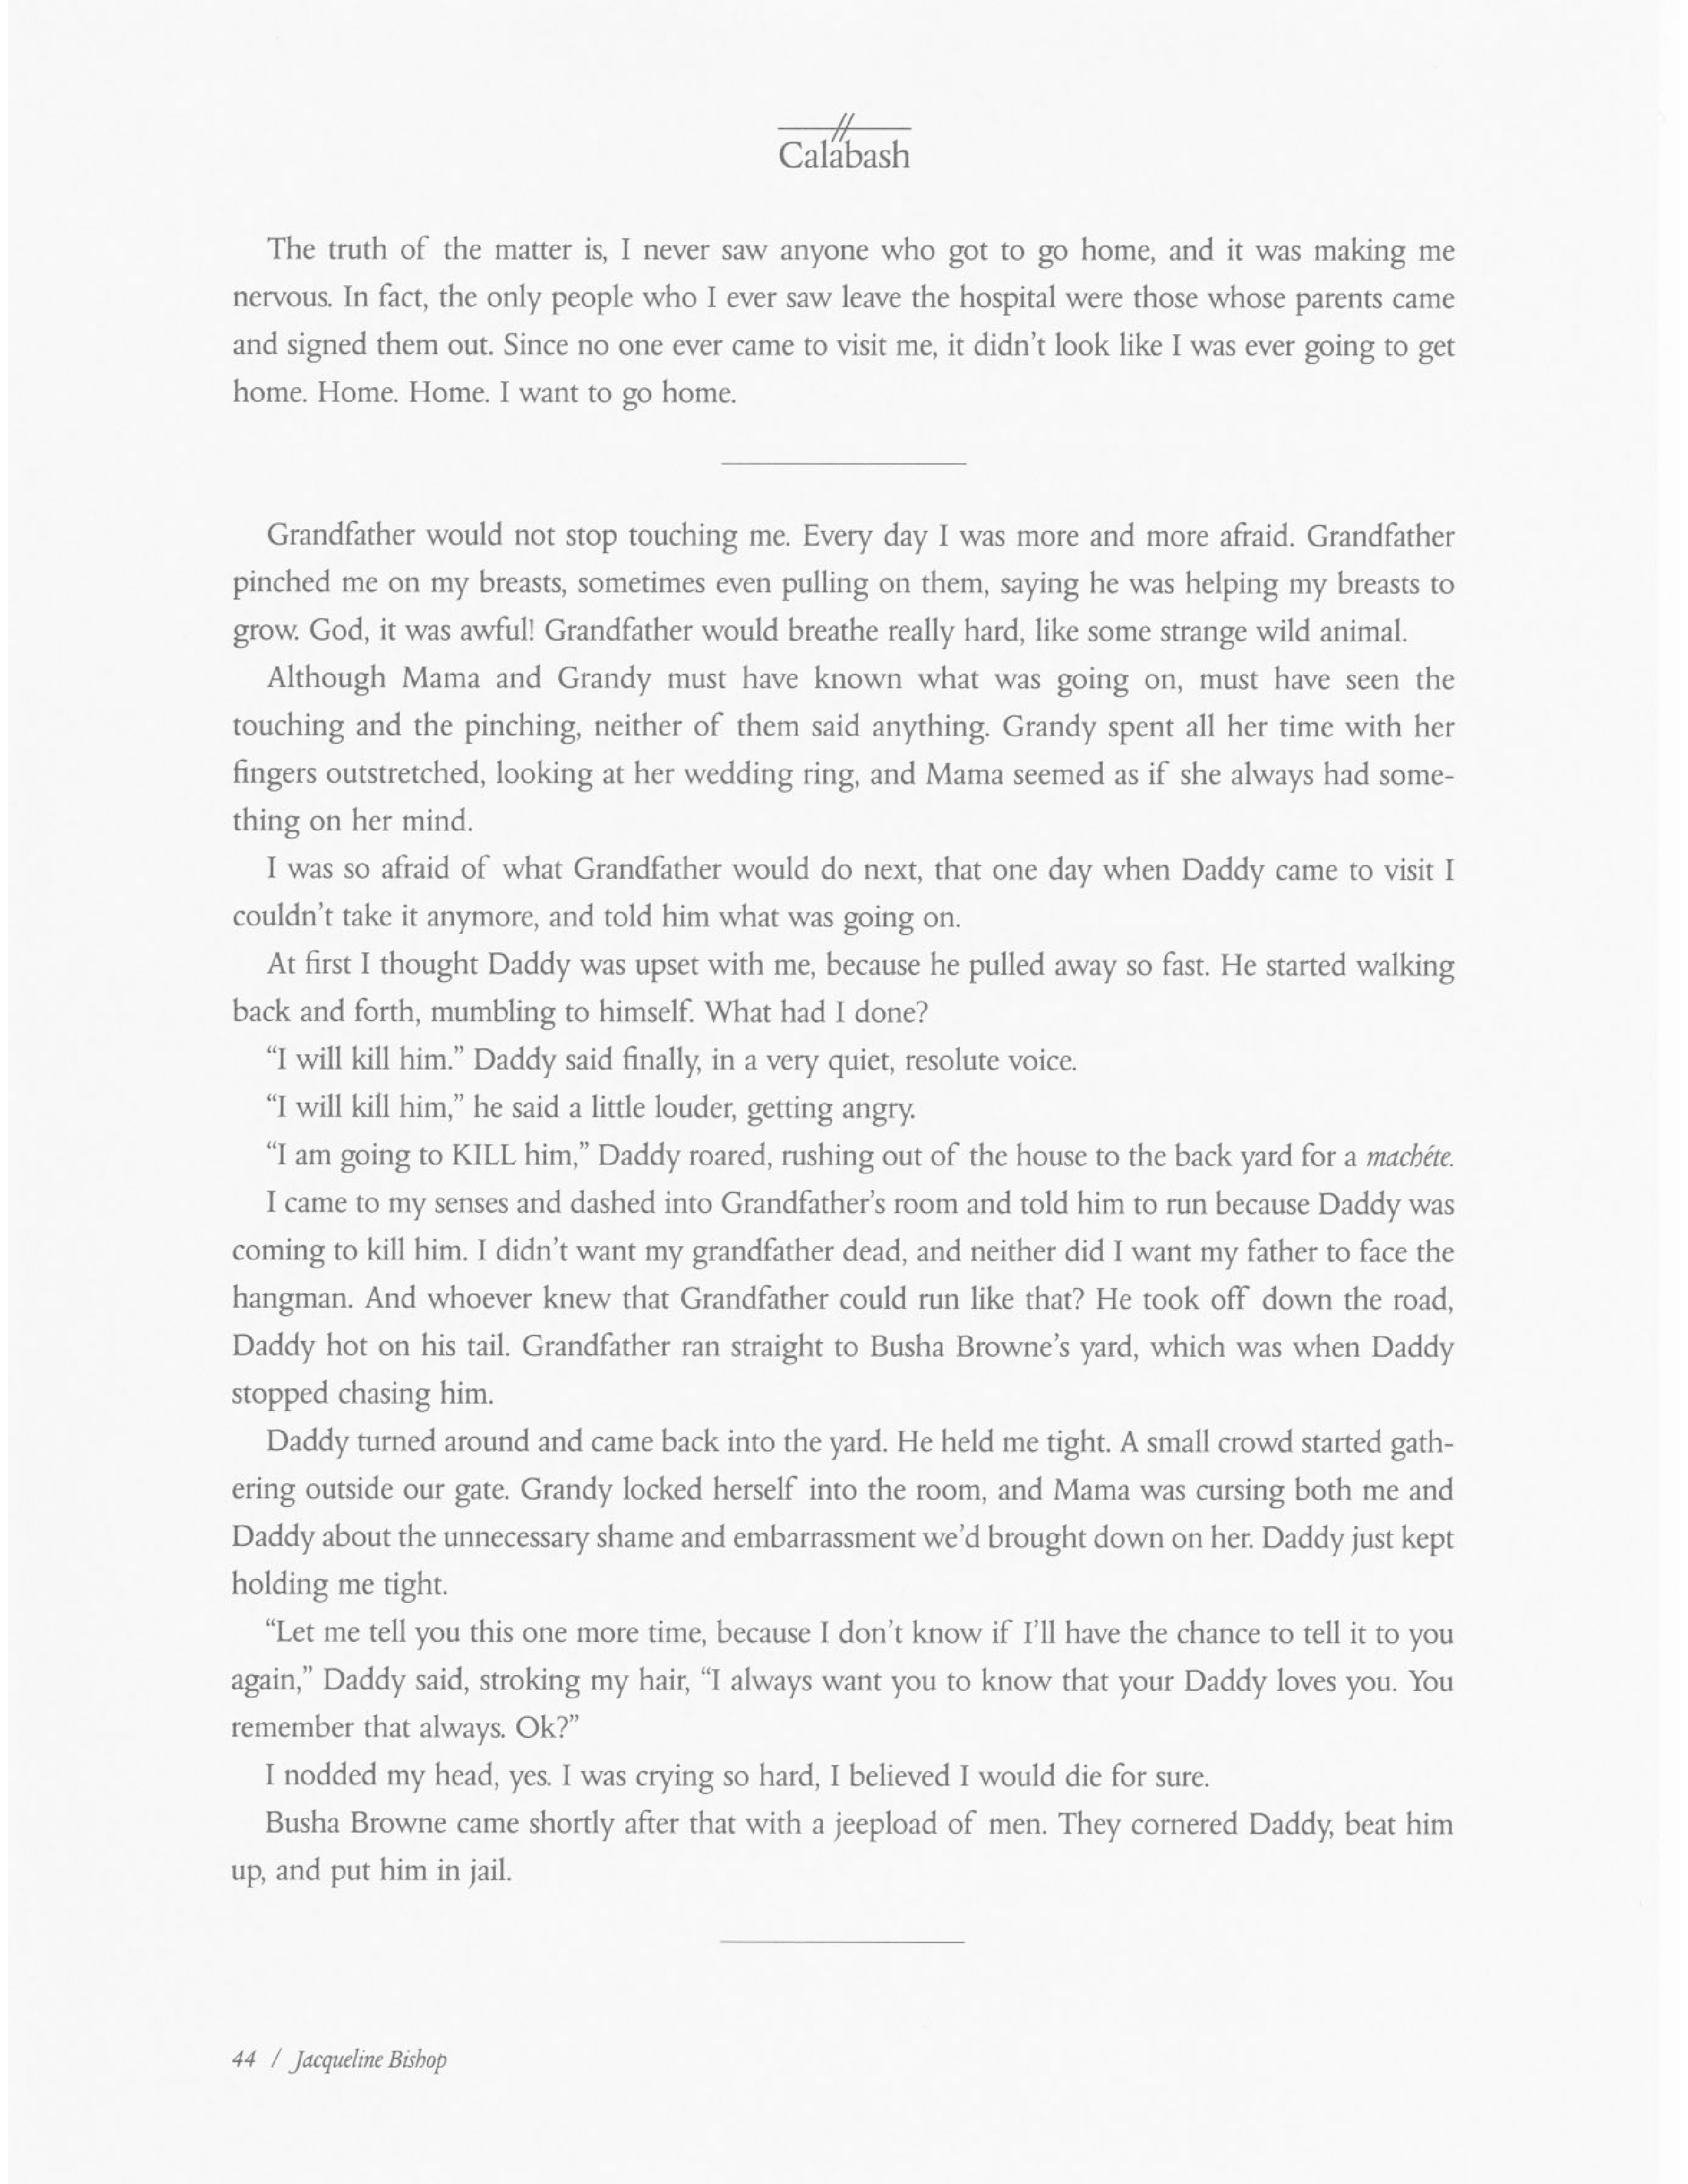 Calabash
The truth of the matter is, I never saw anyone who got to go home, and it was making me
nervous. In fact, the only people who I ever saw leave the hospital were those whose parents came
and signed them out. Since no one ever came to visit me, it didn't look like I was ever going to get
home. Home. Home. I want to go home.
Grandfather would not stop touching me. Every day I was more and more afraid. Grandfather
pinched me on my breasts, sometimes even pulling on them, saying he was helping my breasts to
grow. God, it was awful! Grandfather would breathe really hard, like some strange wild animal.
Although Mama and Grandy must have known what was going on, must have seen the
touching and the pinching, neither of them said anything. Grandy spent all her time with her
fingers outstretched, looking at her wedding ring, and Mama seemed as if she always had some-
thing on her mind.
I was so afraid of what Grandfather would do next, that one day when Daddy came to visit I
couldn't take it anymore, and told him what was going on.
At first I thought Daddy was upset with me, because he pulled away so fast. He started walking
back and forth, mumbling to himself. What had I done?
“I will kill him.” Daddy said finally, in a very quiet, resolute voice.
“I will kill him,” he said a little louder, getting angry.
“I am going to KILL him,” Daddy roared, rushing out of the house to the back yard for a machéte.
I came to my senses and dashed into Grandfather's room and told him to run because Daddy was
coming to kill him. I didn't want my grandfather dead, and neither did I want my father to face the
hangman. And whoever knew that Grandfather could run like that? He took off down the road,
Daddy hot on his tail. Grandfather ran straight to Busha Browne's yard, which was when Daddy
stopped chasing him.
Daddy turned around and came back into the yard. He held me tight. A small crowd started gath-
ering outside our gate. Grandy locked herself into the room, and Mama was cursing both me and
Daddy about the unnecessary shame and embarrassment we'd brought down on her. Daddy just kept
holding me tight.
“Let me tell you this one more time, because I don't know if I'll have the chance to tell it to you
again,” Daddy said, stroking my hair, “I always want you to know that your Daddy loves you. You
remember that always. Ok?”
I nodded my head, yes. I was crying so hard, I believed I would die for sure.
Busha Browne came shortly after that with a jeepload of men. They cornered Daddy, beat him
up, and put him in jail.
44 / Jacqueline Bishop